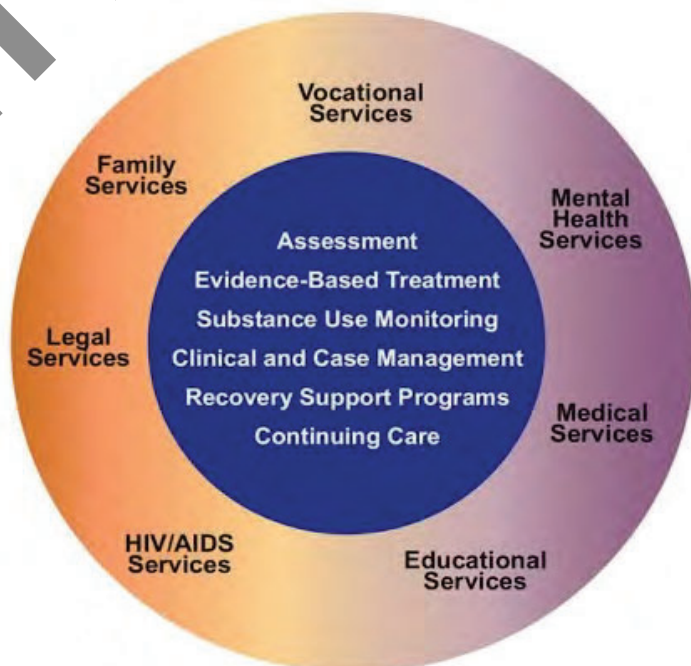 Vocational
Services
Family
Services
Mental
Health
Services
Assessment
Evidence-Based Treatment
Substance Use Monitoring
Clinical and Case Management
Recovery Support Programs
Continuing Care
Legal
Services
Medical
Services
HIV/AIDS
Services
Educational
Services